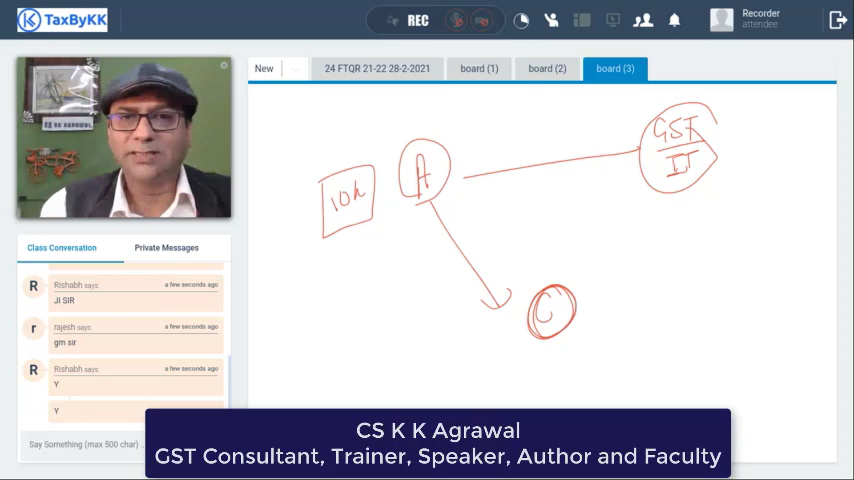 TaxByKK
REC
Recorder
attendee
New
24 FTQR 21-22 28-2-2021
board (1)
board (2)
board (3)
CS KK AGRAWAL
Class Conversation
Private Messages
R
Rishabh says:
a few seconds ago
JI SIR
r
rajesh says:
a few seconds ago
gm sir
R
Rishabh says:
a few seconds ago
Y
Y
Say Something (max 500 char) ..
A
GST
IT
C
CS K K Agrawal
GST Consultant, Trainer, Speaker, Author and Faculty